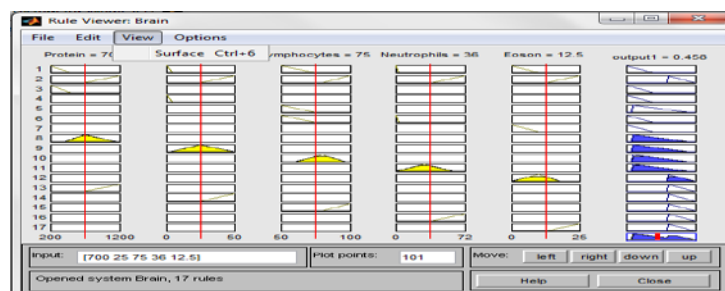 Rule Viewer: Brain
File Edit View Options
Surface Ctrl+6
Protein = 70 ymphocytes = 75 Neutrophils = 36 Eoson = 12.5 output1 = 0.458
1
2
3
4
5
6
7
8
9
10
11
12
13
14
15
16
17
200 1200 0 50 50 100 0 72 0 25
Input: [700 25 75 36 12.5] Plot points: 101 Move: left right down up
Opened system Brain, 17 rules Help Close